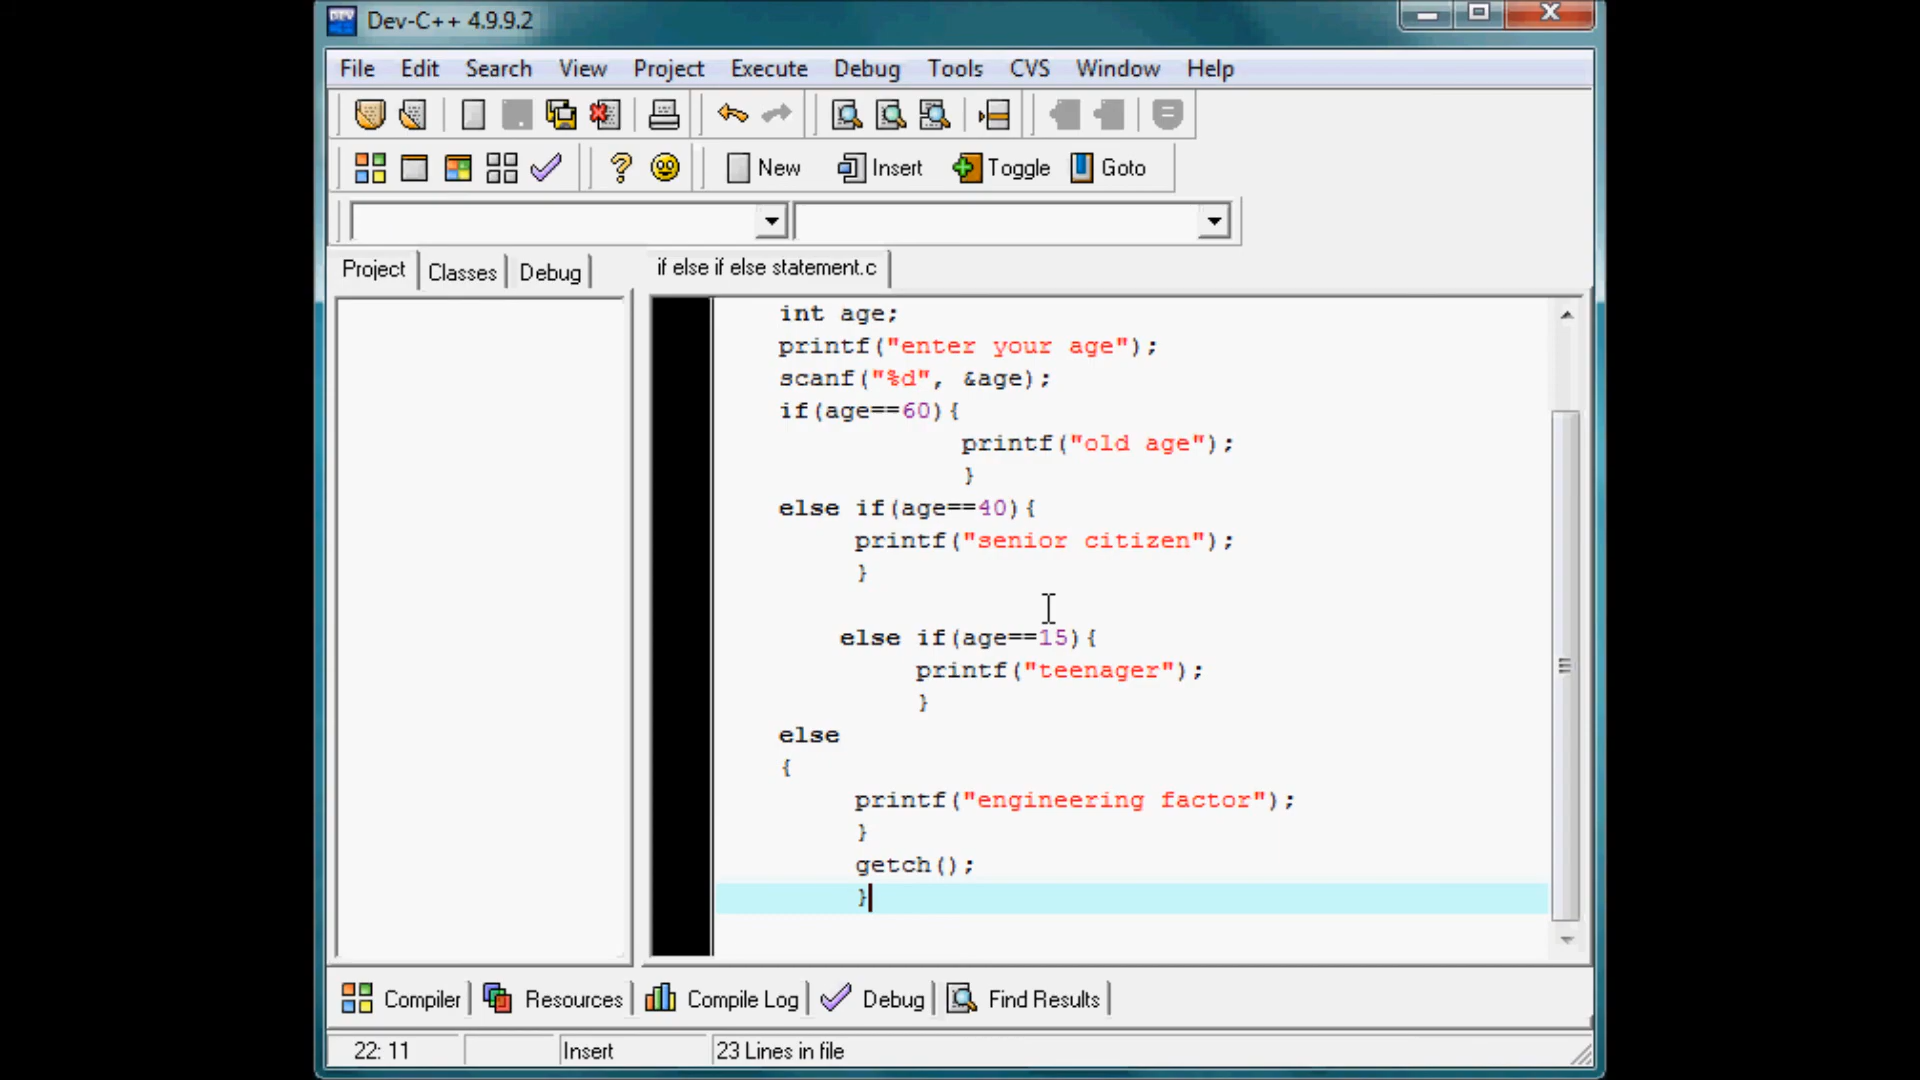 Dev-C++ 4.9.9.2
File Edit Search View Project Execute Debug Tools CVS Window Help
New Insert Toggle Goto
Project Classes Debug
if else if else statement.c
int age;
printf("enter your age");
scanf("%d", &age);
if(age==60){
printf("old age");
}
else if(age==40){
printf("senior citizen");
}
else if(age==15){
printf("teenager");
}
else
{
printf("engineering factor");
}
getch();
}
Compiler Resources Compile Log Debug Find Results
22: 11 Insert 23 Lines in file